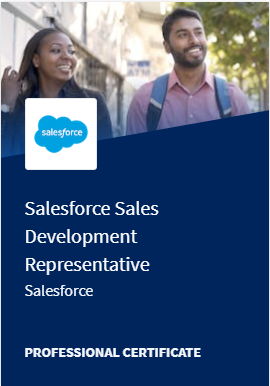 salesforce
Salesforce Sales
Development
Representative
Salesforce
PROFESSIONAL CERTIFICATE